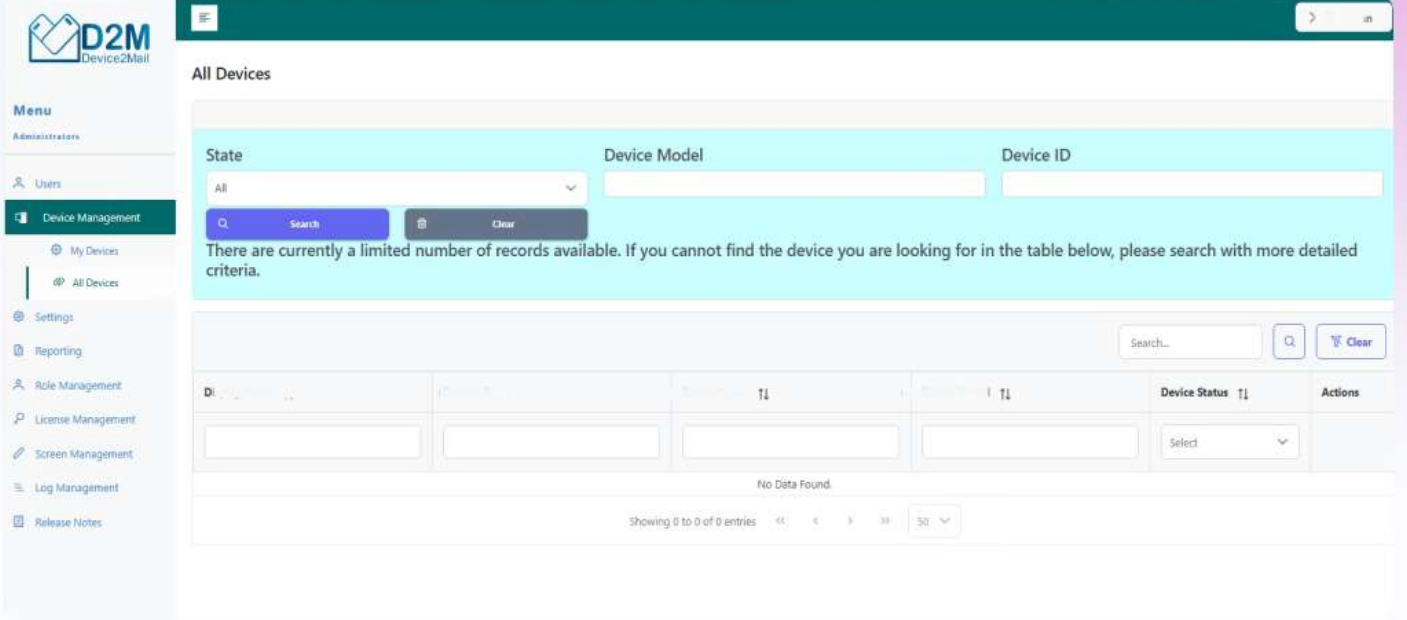 D2M
Device2Mail
Menu
Administrators
Users
Device Management
My Devices
All Devices
Settings
Reporting
Role Management
License Management
Screen Management
Log Management
Release Notes
All Devices
State Device Model Device ID
All
Search Clear
There are currently a limited number of records available. If you cannot find the device you are looking for in the table below, please search with more detailed
criteria.
Search... Clear
Device Status Actions
Select
No Data Found.
Showing 0 to 0 of 0 entries 50